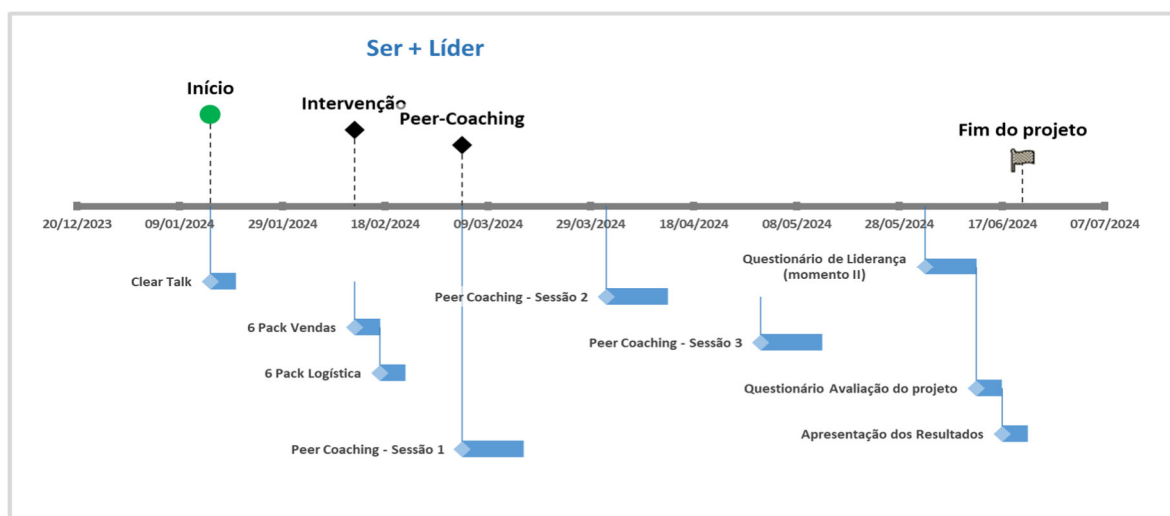 Ser + Líder
Início
Intervenção
Peer-Coaching
Fim do projeto
20/12/2023
09/01/2024
29/01/2024
18/02/2024
09/03/2024
29/03/2024
18/04/2024
08/05/2024
28/05/2024
17/06/2024
07/07/2024
Clear Talk
6 Pack Vendas
6 Pack Logística
Peer Coaching - Sessão 1
Peer Coaching - Sessão 2
Peer Coaching - Sessão 3
Questionário de Liderança
(momento II)
Questionário Avaliação do projeto
Apresentação dos Resultados